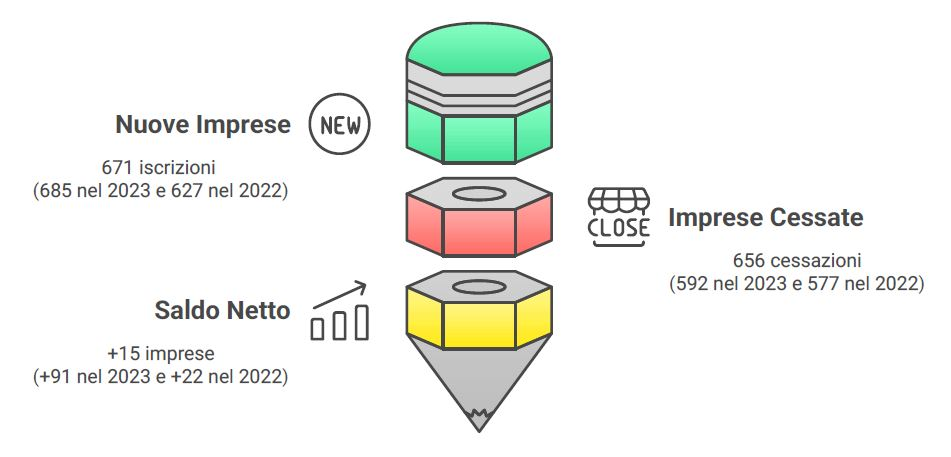 Nuove Imprese
NEW
671 iscrizioni
(685 nel 2023 e 627 nel 2022)
CLOSE
Imprese Cessate
656 cessazioni
(592 nel 2023 e 577 nel 2022)
Saldo Netto
+15 imprese
(+91 nel 2023 e +22 nel 2022)